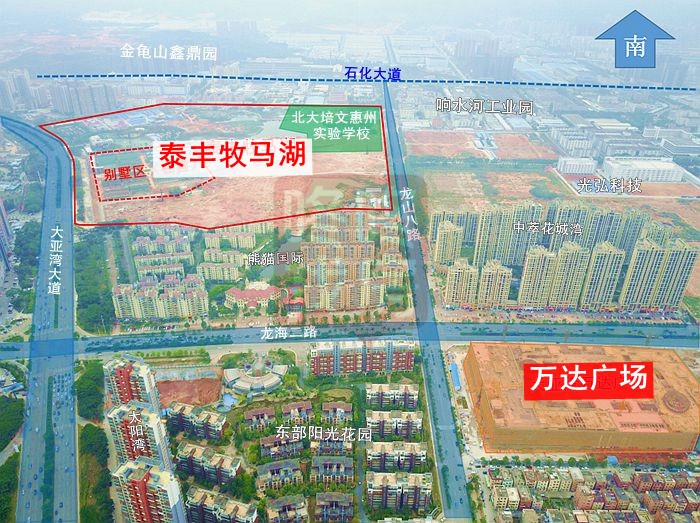 南
金龟山鑫鼎园
石化大道
响水河工业园
北大培文惠州
实验学校
泰丰牧马湖
别墅区
光弘科技
龙山八路
大亚湾大道
中萃花城湾
熊猫国际
龙海二路
万达广场
太阳湾
东部阳光花园